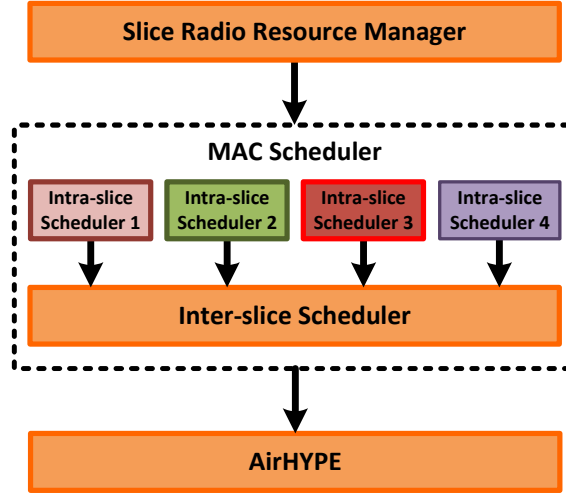 Slice Radio Resource Manager
MAC Scheduler
Intra-slice
Scheduler 1
Intra-slice
Scheduler 2
Intra-slice
Scheduler 3
Intra-slice
Scheduler 4
Inter-slice Scheduler
AirHYPE